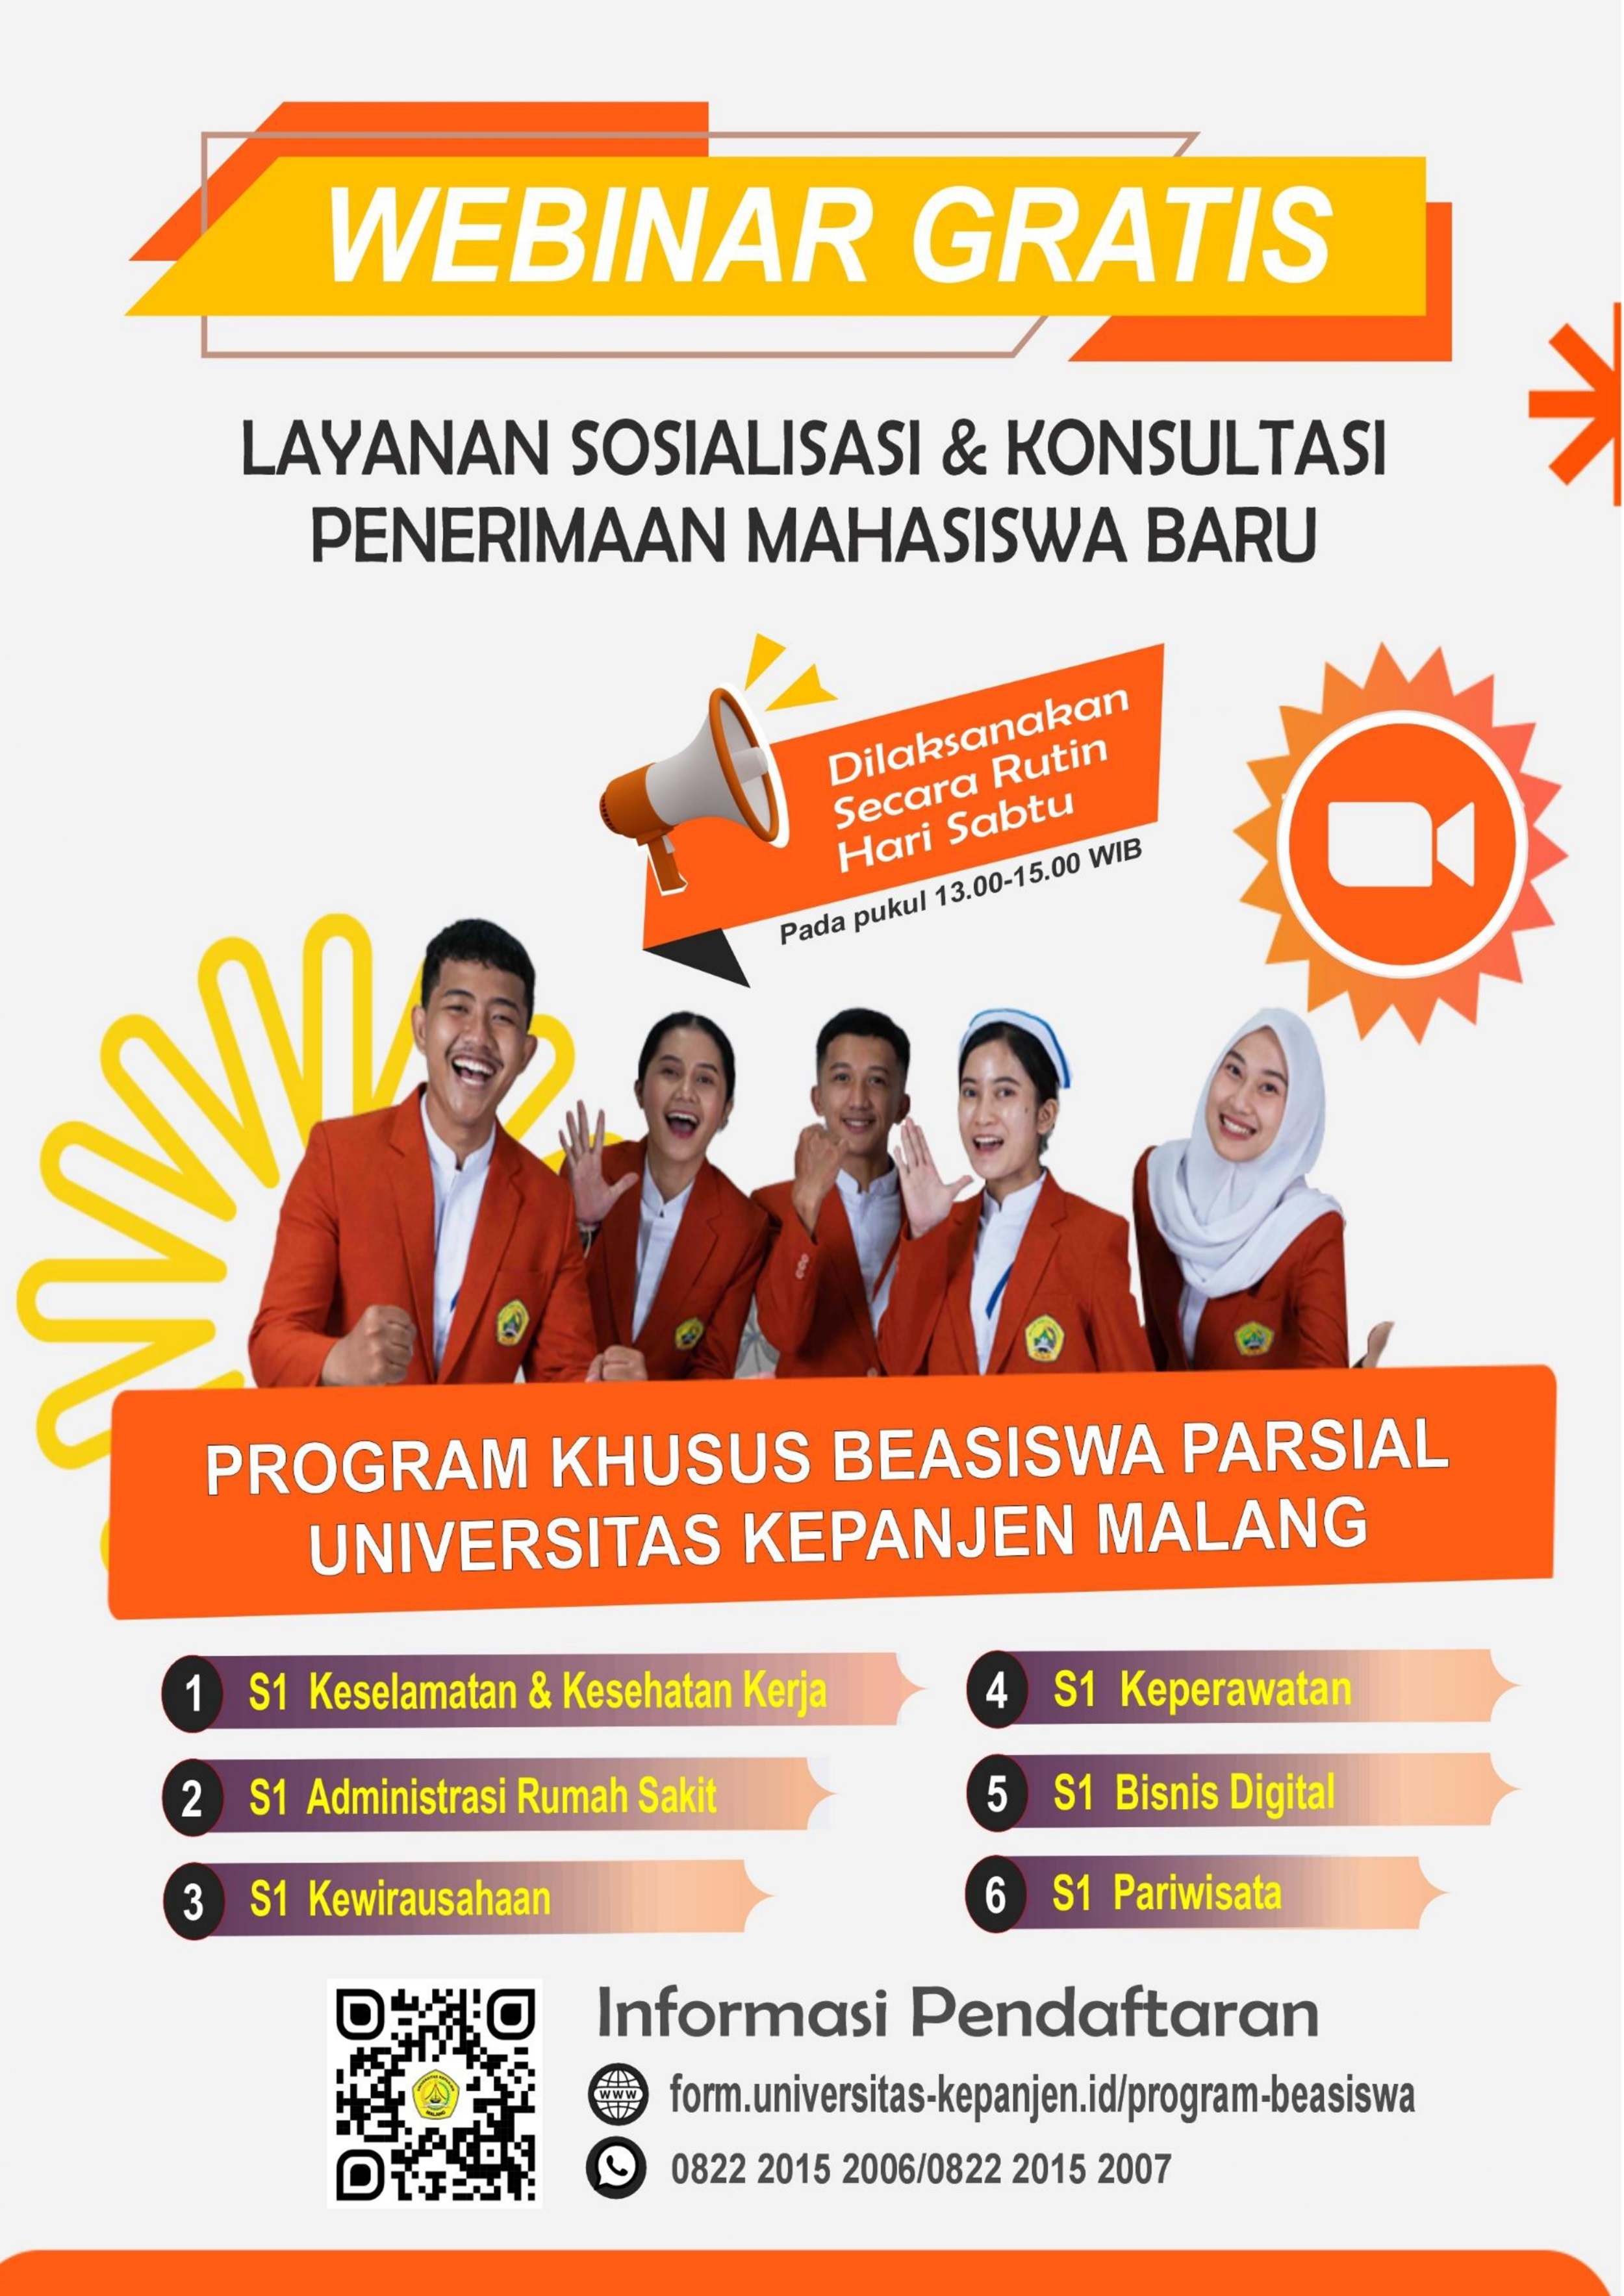 WEBINAR GRATIS
LAYANAN SOSIALISASI & KONSULTASI
PENERIMAAN MAHASISWA BARU
Dilaksanakan
Secara Rutin
Hari Sabtu
Pada pukul 13.00-15.00 WIB
PROGRAM KHUSUS BEASISWA PARSIAL
UNIVERSITAS KEPANJEN MALANG
1 S1 Keselamatan & Kesehatan Kerja
2 S1 Administrasi Rumah Sakit
3 S1 Kewirausahaan
4 S1 Keperawatan
5 S1 Bisnis Digital
6 S1 Pariwisata
Informasi Pendaftaran
www form.universitas-kepanjen.id/program-beasiswa
0822 2015 2006/0822 2015 2007